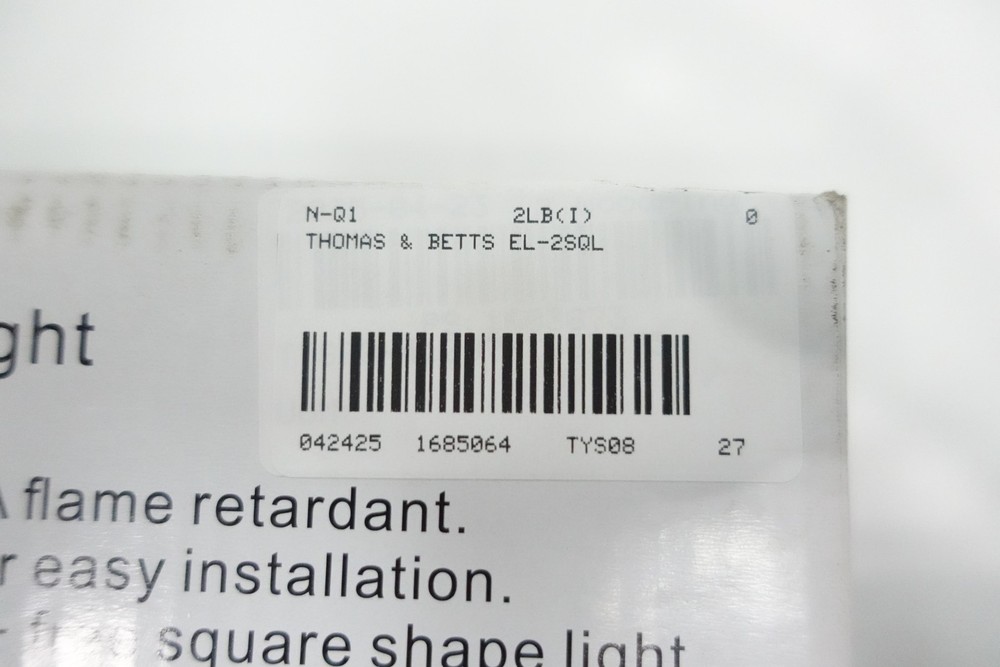 N-Q1 2LB(I) 0
THOMAS & BETTS EL-2SQL
ght
042425 1685064 TYS08 27
flame retardant.
r easy installation.
square shape light